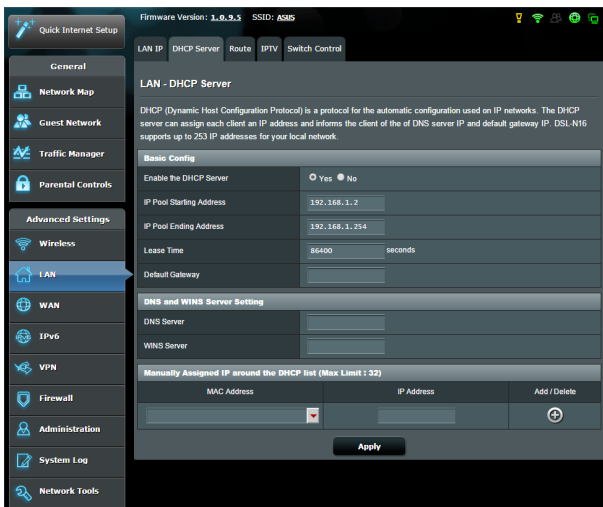 Firmware Version: 1.0.9.5 SSID: ASUS
Quick Internet Setup
General
Network Map
Guest Network
Traffic Manager
Parental Controls
Advanced Settings
Wireless
LAN
WAN
IPv6
VPN
Firewall
Administration
System Log
Network Tools
LAN IP DHCP Server Route IPTV Switch Control
LAN - DHCP Server
DHCP (Dynamic Host Configuration Protocol) is a protocol for the automatic configuration used on IP networks. The DHCP
server can assign each client an IP address and informs the client of the of DNS server IP and default gateway IP. DSL-N16
supports up to 253 IP addresses for your local network.
Basic Config
Enable the DHCP Server Yes No
IP Pool Starting Address 192.168.1.2
IP Pool Ending Address 192.168.1.254
Lease Time 86400 seconds
Default Gateway
DNS and WINS Server Setting
DNS Server
WINS Server
Manually Assigned IP around the DHCP list (Max Limit : 32)
MAC Address IP Address Add / Delete
Apply